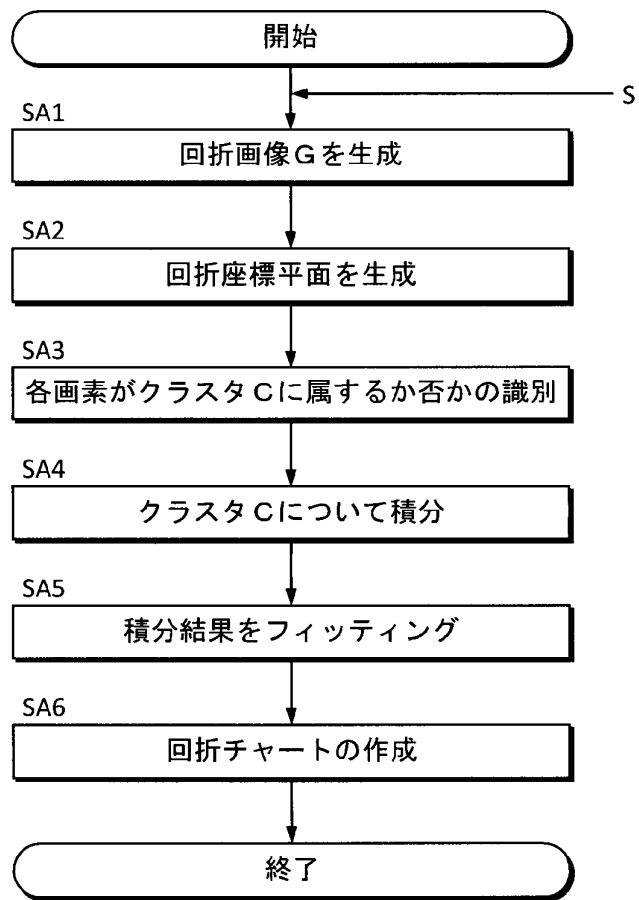 開始
S
SA1
回折画像Gを生成
SA2
回折座標平面を生成
SA3
各画素がクラスタCに属するか否かの識別
SA4
クラスタCについて積分
SA5
積分結果をフィッティング
SA6
回折チャートの作成
終了